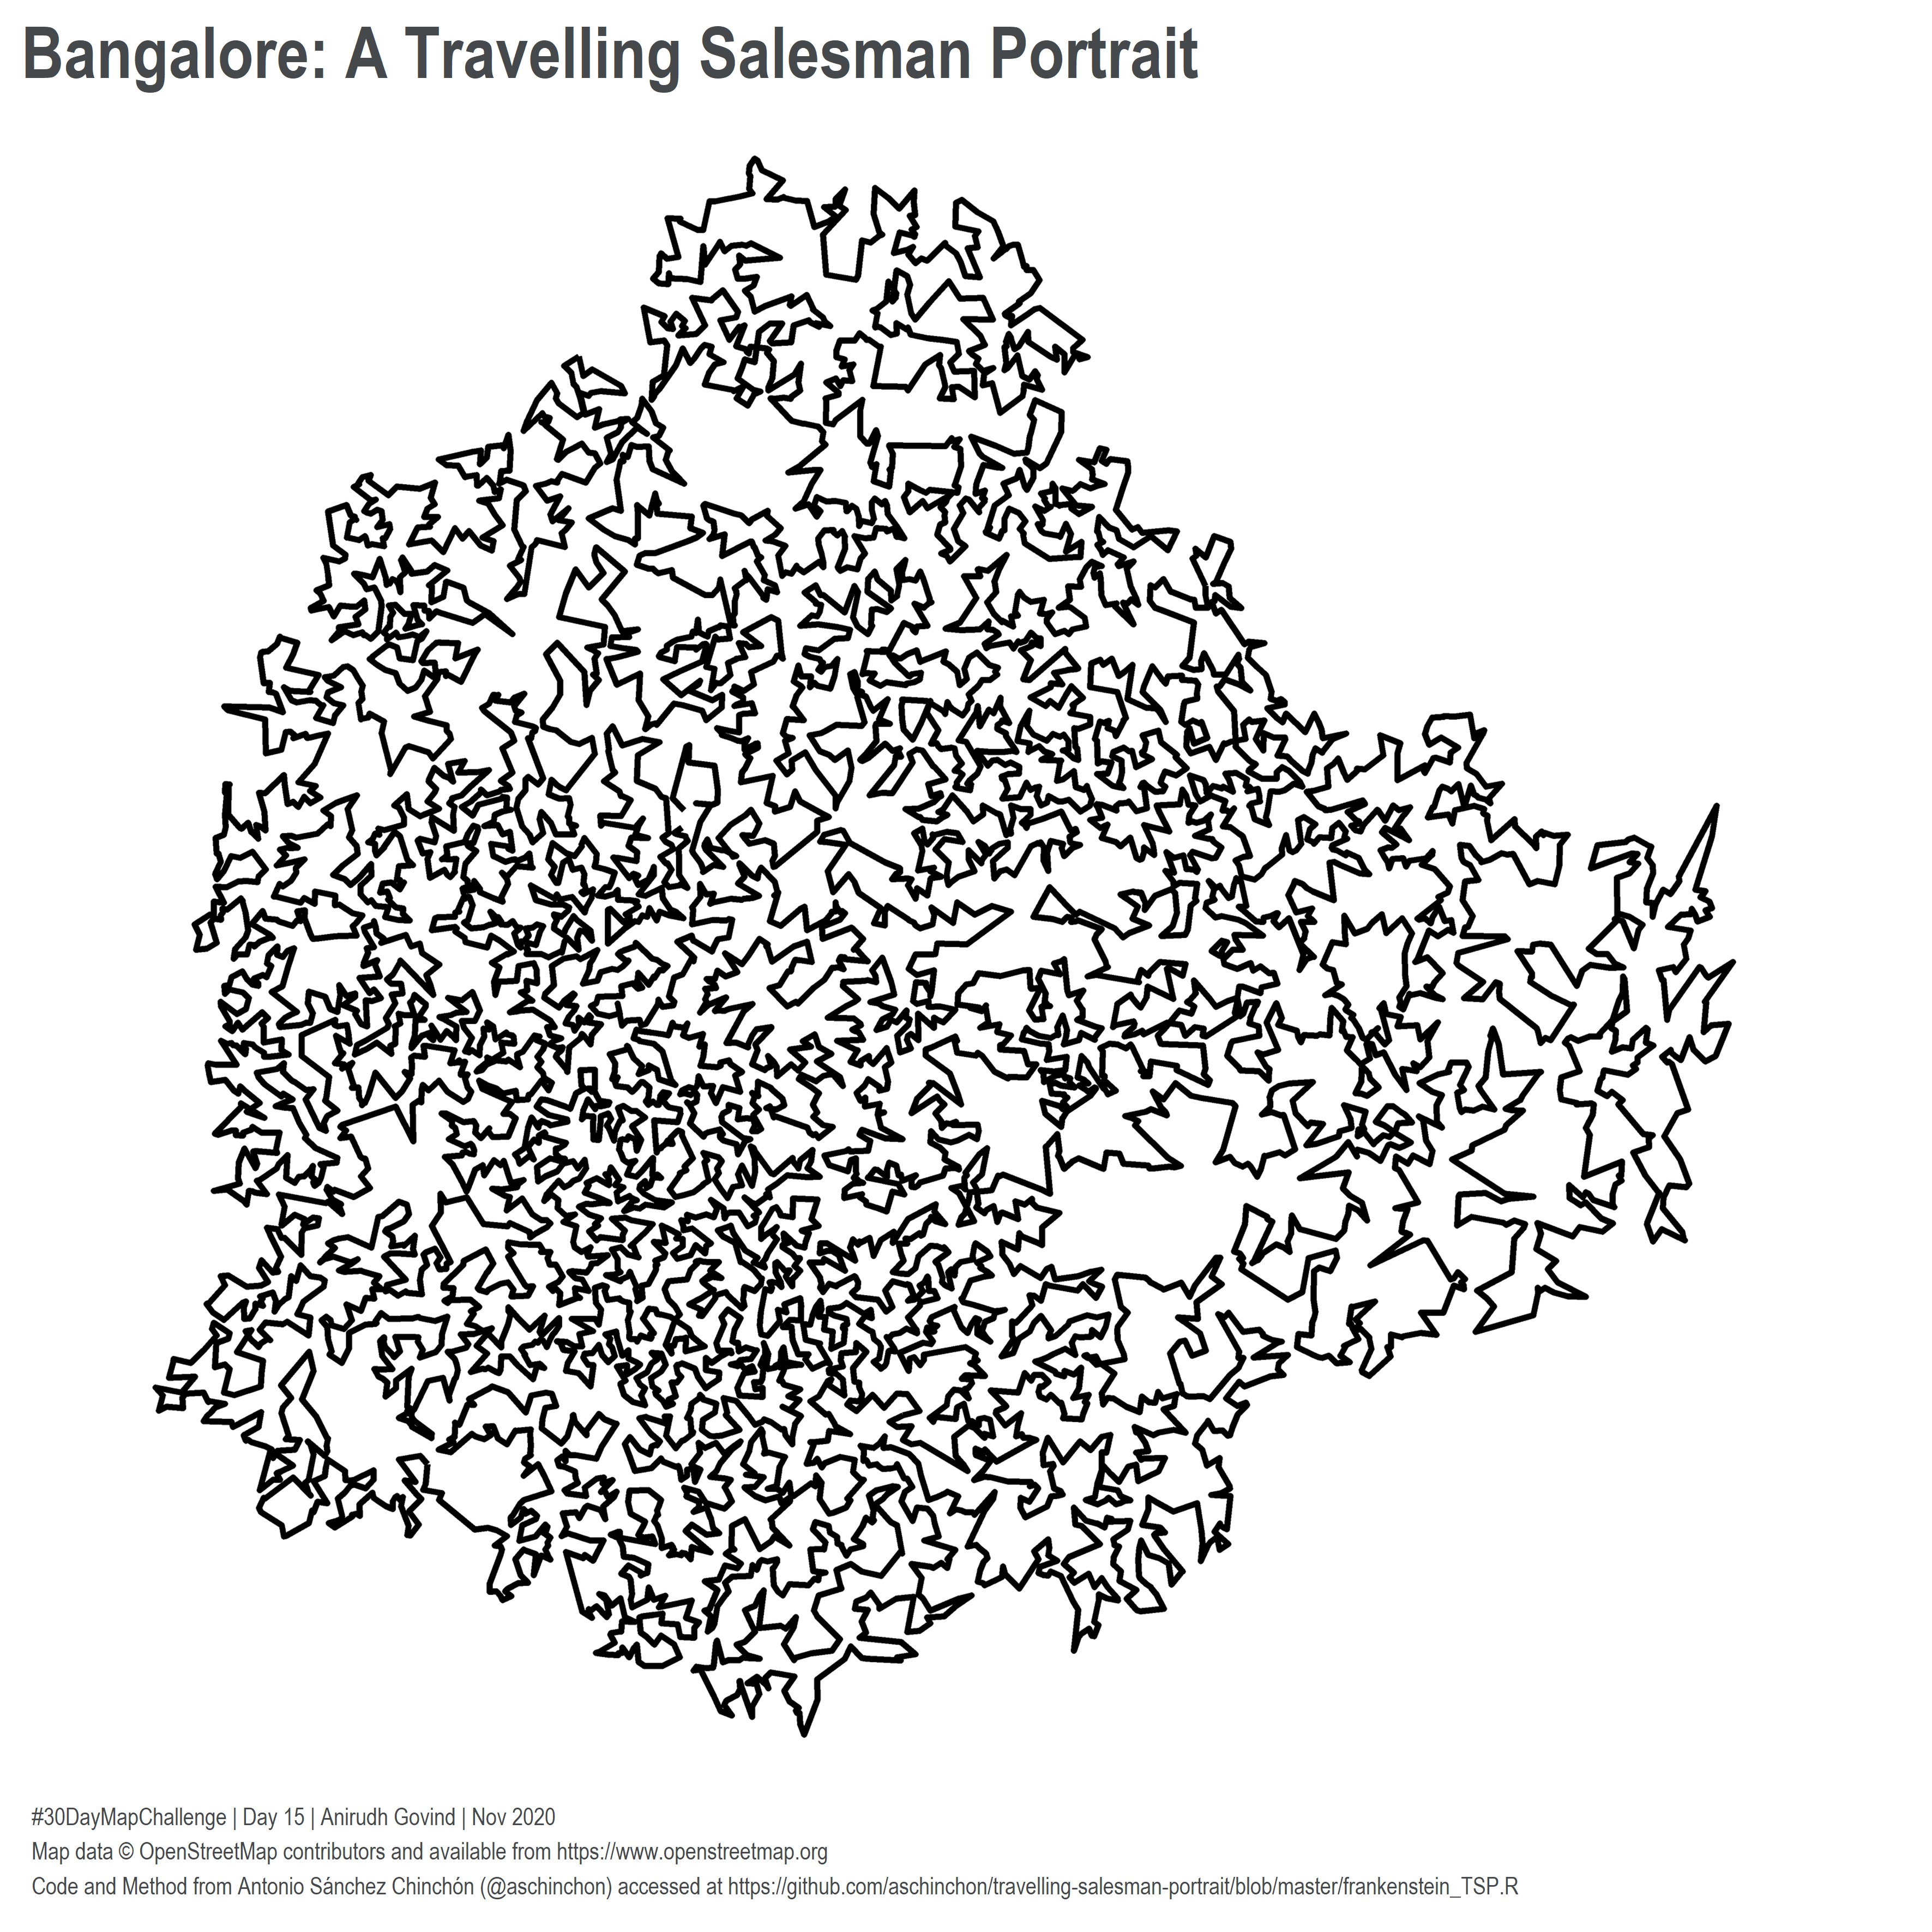 Bangalore: A Travelling Salesman Portrait
#30DayMapChallenge | Day 15 | Anirudh Govind | Nov 2020
Map data © OpenStreetMap contributors and available from https://www.openstreetmap.org
Code and Method from Antonio Sánchez Chinchón (@aschinchon) accessed at https://github.com/aschinchon/travelling-salesman-portrait/blob/master/frankenstein_TSP.R